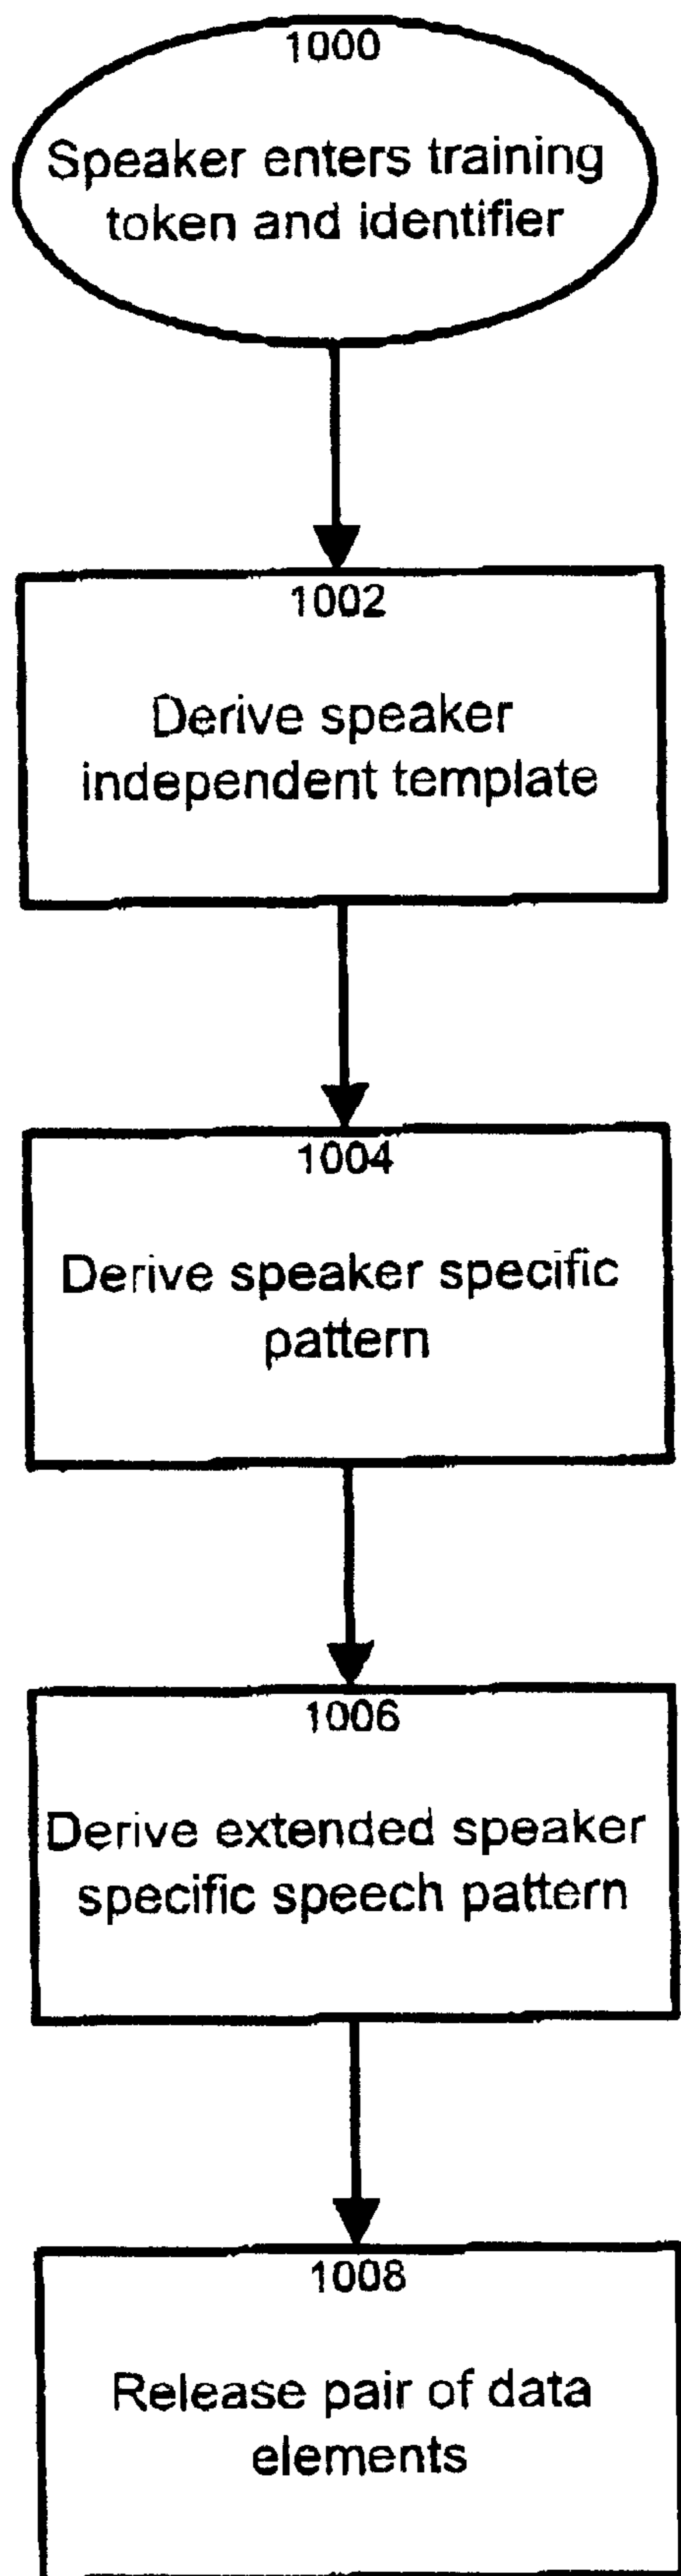 1000
Speaker enters training
token and identifier
1002
Derive speaker
independent template
1004
Derive speaker specific
pattern
1006
Derive extended speaker
specific speech pattern
1008
Release pair of data
elements